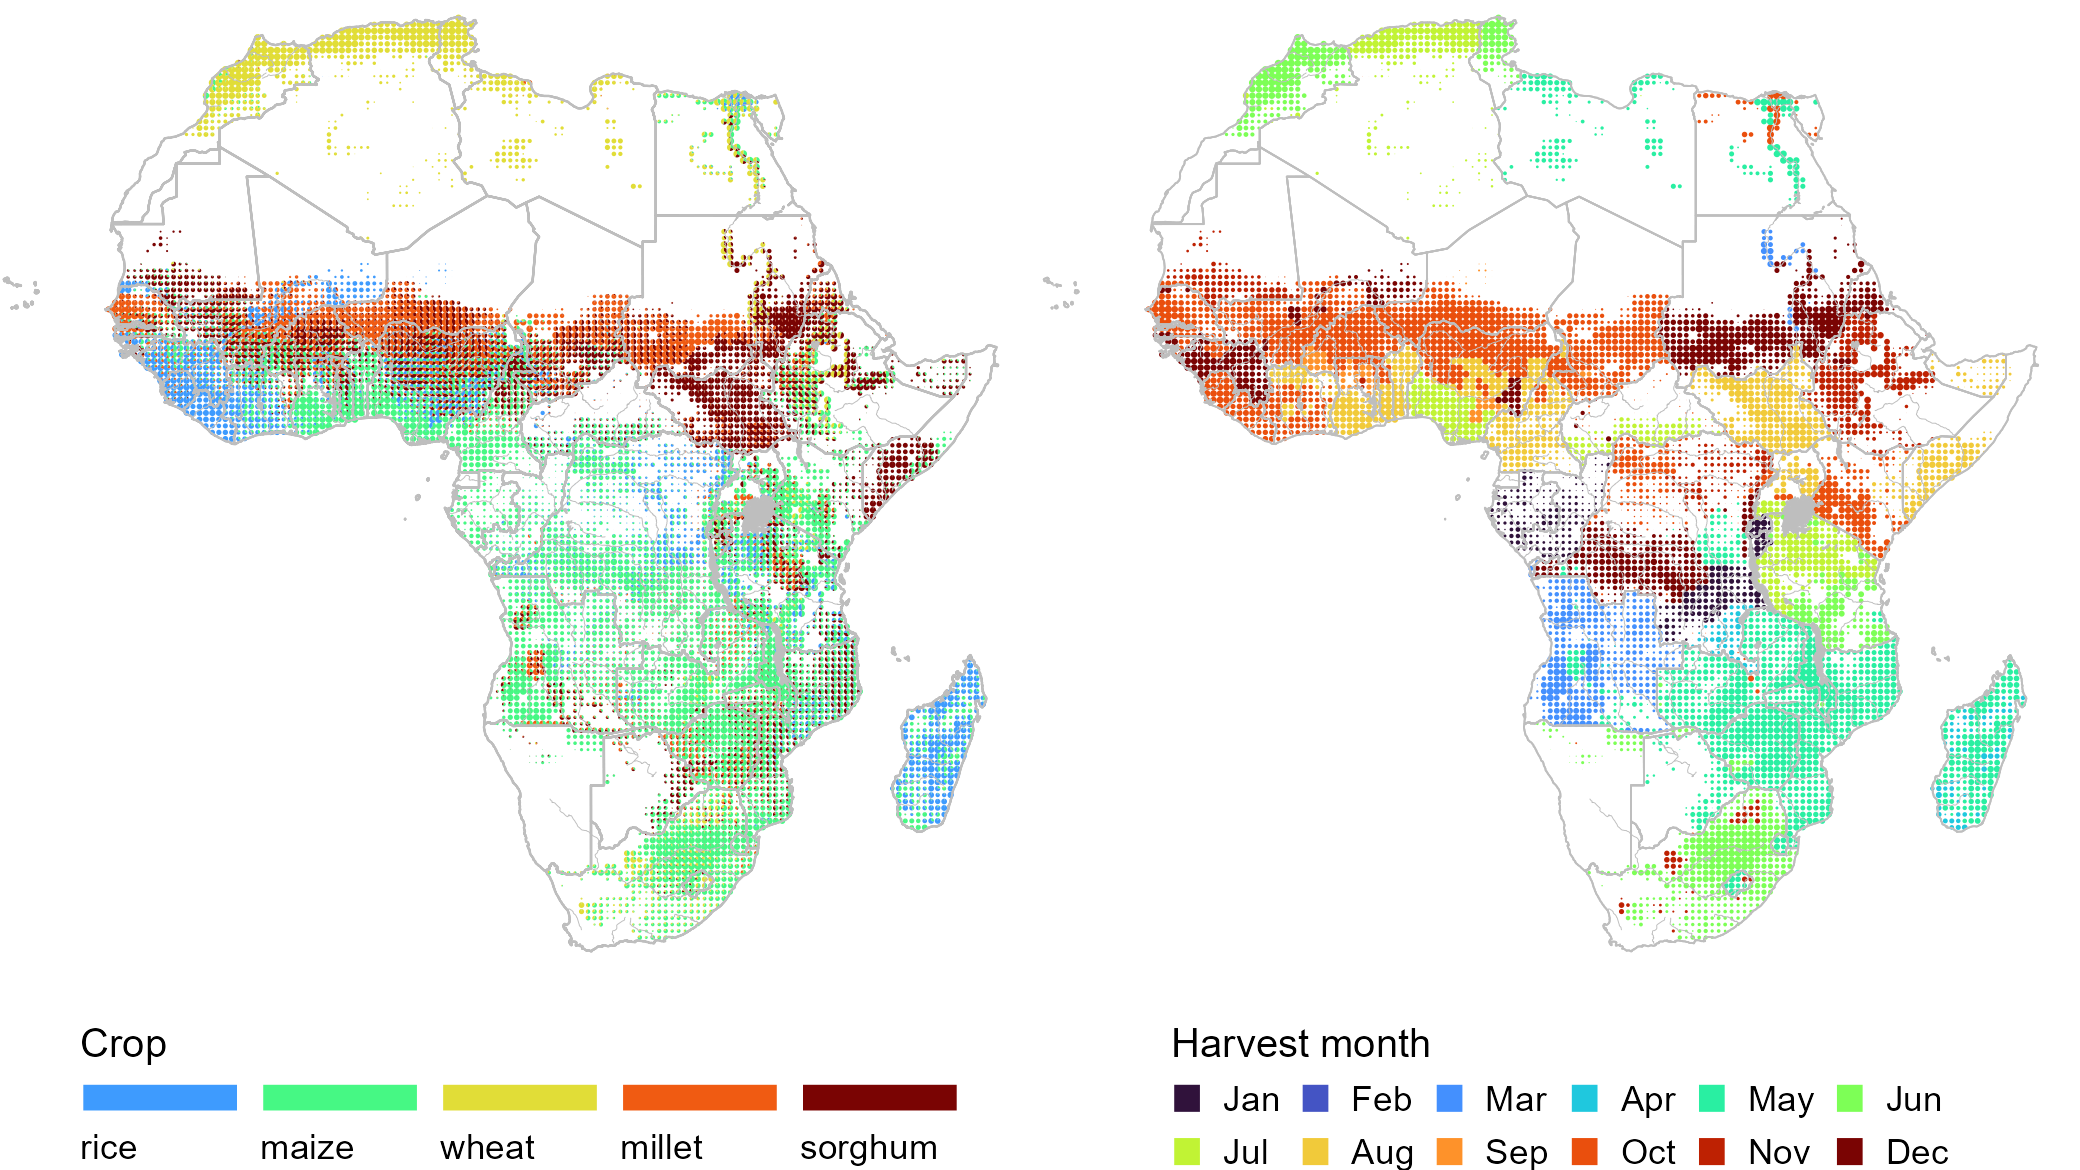 Crop
rice maize wheat millet sorghum
Harvest month
Jan Feb Mar Apr May Jun
Jul Aug Sep Oct Nov Dec